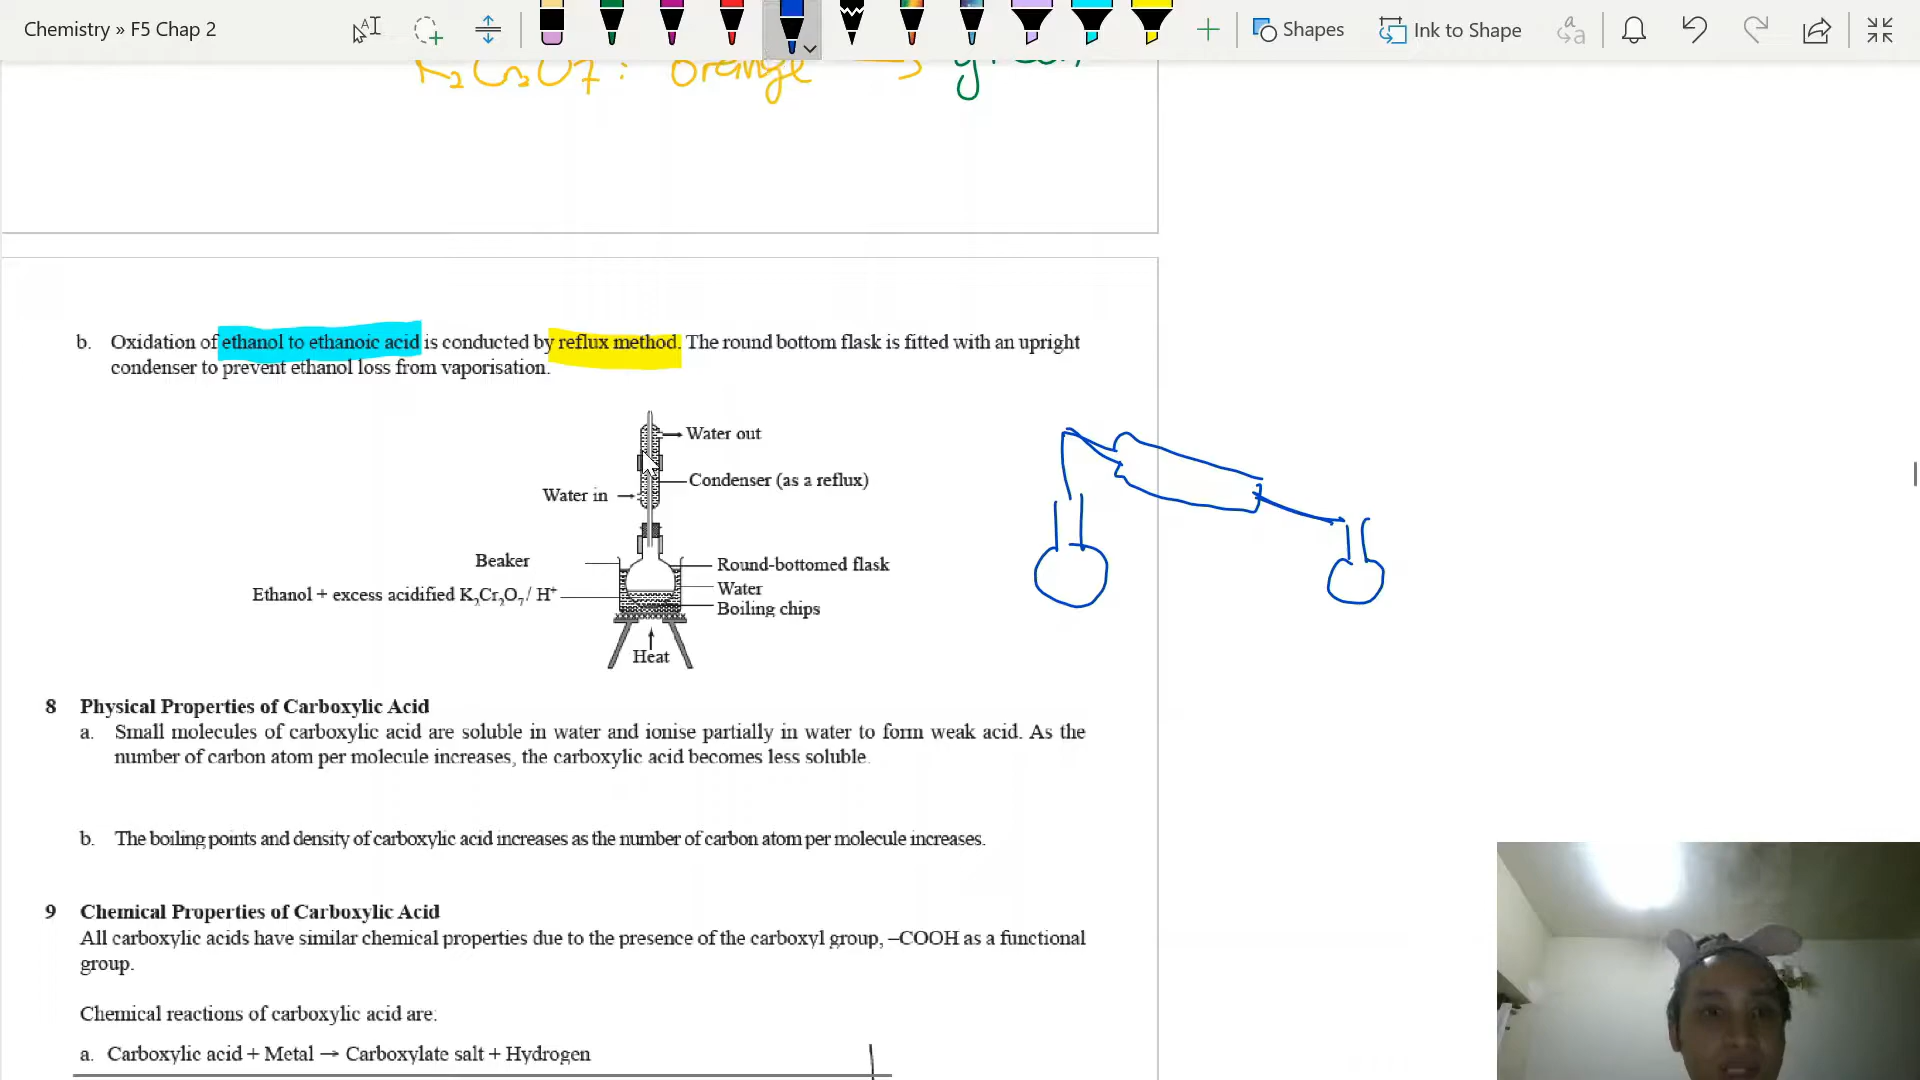 Chemistry » F5 Chap 2
Shapes
Ink to Shape
K₂Cr₂O7 : orange → green
b. Oxidation of ethanol to ethanoic acid is conducted by reflux method. The round bottom flask is fitted with an upright
condenser to prevent ethanol loss from vaporisation.
Water out
Condenser (as a reflux)
Water in
Beaker
Round-bottomed flask
Water
Ethanol + excess acidified K₂Cr₂O₇ / H⁺
Boiling chips
Heat
8 Physical Properties of Carboxylic Acid
a. Small molecules of carboxylic acid are soluble in water and ionise partially in water to form weak acid. As the
number of carbon atom per molecule increases, the carboxylic acid becomes less soluble.
b. The boiling points and density of carboxylic acid increases as the number of carbon atom per molecule increases.
9 Chemical Properties of Carboxylic Acid
All carboxylic acids have similar chemical properties due to the presence of the carboxyl group, –COOH as a functional
group.
Chemical reactions of carboxylic acid are:
a. Carboxylic acid + Metal → Carboxylate salt + Hydrogen